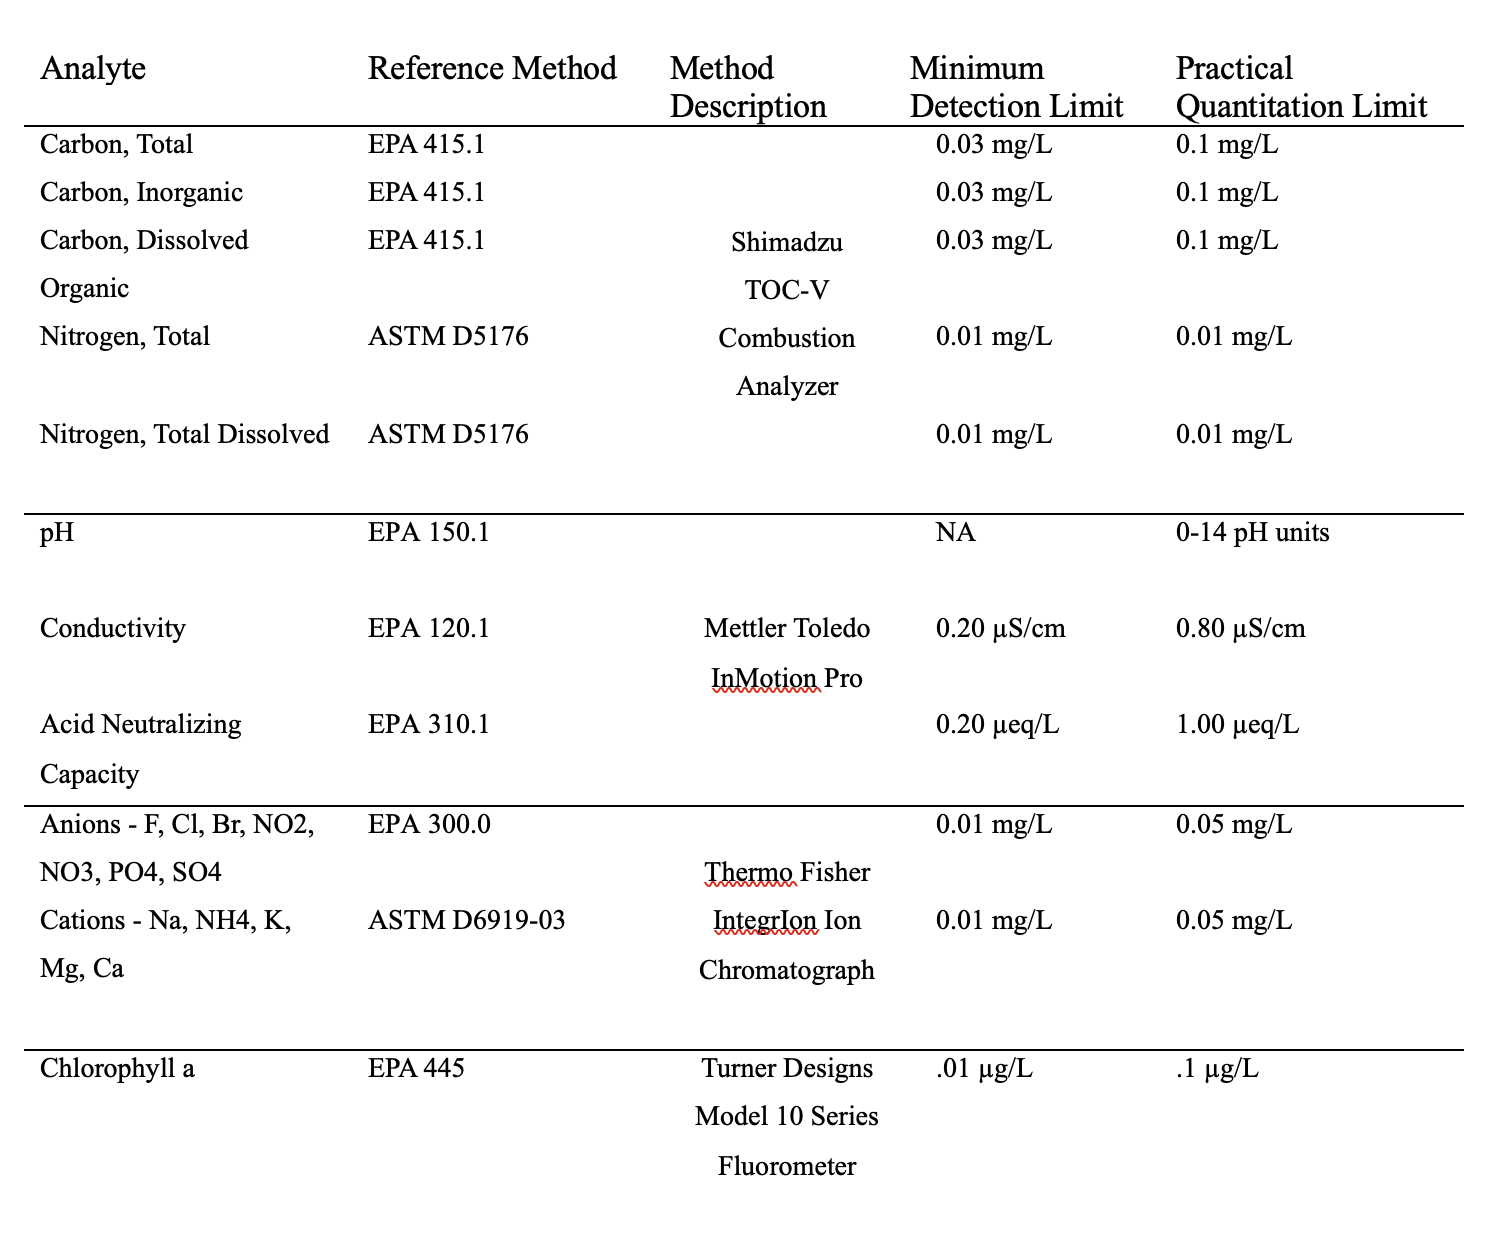 Analyte Reference Method Method Minimum Practical
Description Detection Limit Quantitation Limit
Carbon, Total EPA 415.1 0.03 mg/L 0.1 mg/L
Carbon, Inorganic EPA 415.1 0.03 mg/L 0.1 mg/L
Carbon, Dissolved EPA 415.1 Shimadzu 0.03 mg/L 0.1 mg/L
Organic TOC-V
Nitrogen, Total ASTM D5176 Combustion 0.01 mg/L 0.01 mg/L
Analyzer
Nitrogen, Total Dissolved ASTM D5176 0.01 mg/L 0.01 mg/L
pH EPA 150.1 NA 0-14 pH units
Conductivity EPA 120.1 Mettler Toledo 0.20 µS/cm 0.80 µS/cm
InMotion Pro
Acid Neutralizing EPA 310.1 0.20 µeq/L 1.00 µeq/L
Capacity
Anions - F, Cl, Br, NO2, EPA 300.0 0.01 mg/L 0.05 mg/L
NO3, PO4, SO4 Thermo Fisher
Cations - Na, NH4, K, ASTM D6919-03 IntegrIon Ion 0.01 mg/L 0.05 mg/L
Mg, Ca Chromatograph
Chlorophyll a EPA 445 Turner Designs .01 µg/L .1 µg/L
Model 10 Series
Fluorometer